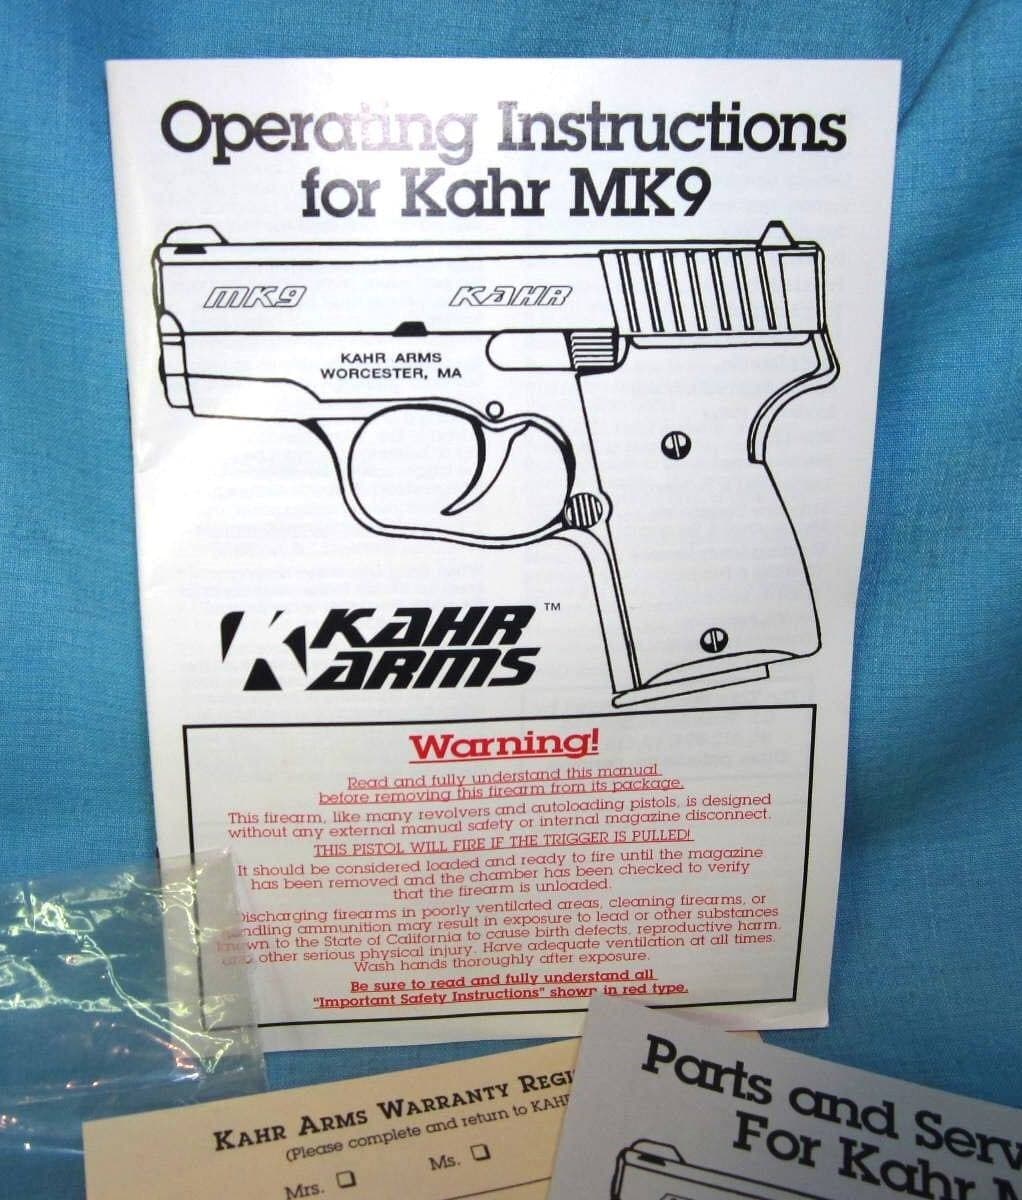 Operating Instructions
for Kahr MK9
MK9
KAHR
KAHR ARMS
WORCESTER, MA
KAHR
ARMS ™
Warning!
Read and fully understand this manual
before removing this firearm from its package.
This firearm, like many revolvers and autoloading pistols, is designed
without any external manual safety or internal magazine disconnect.
THIS PISTOL WILL FIRE IF THE TRIGGER IS PULLED!
It should be considered loaded and ready to fire until the magazine
has been removed and the chamber has been checked to verify
that the firearm is unloaded.
Discharging firearms in poorly ventilated areas, cleaning firearms, or
handling ammunition may result in exposure to lead or other substances
known to the State of California to cause birth defects, reproductive harm,
and other serious physical injury. Have adequate ventilation at all times.
Wash hands thoroughly after exposure.
Be sure to read and fully understand all
"Important Safety Instructions" shown in red type.
KAHR ARMS WARRANTY REGI
(Please complete and return to KAHR
Mrs. Ms.
Parts and Serv
For Kahr M